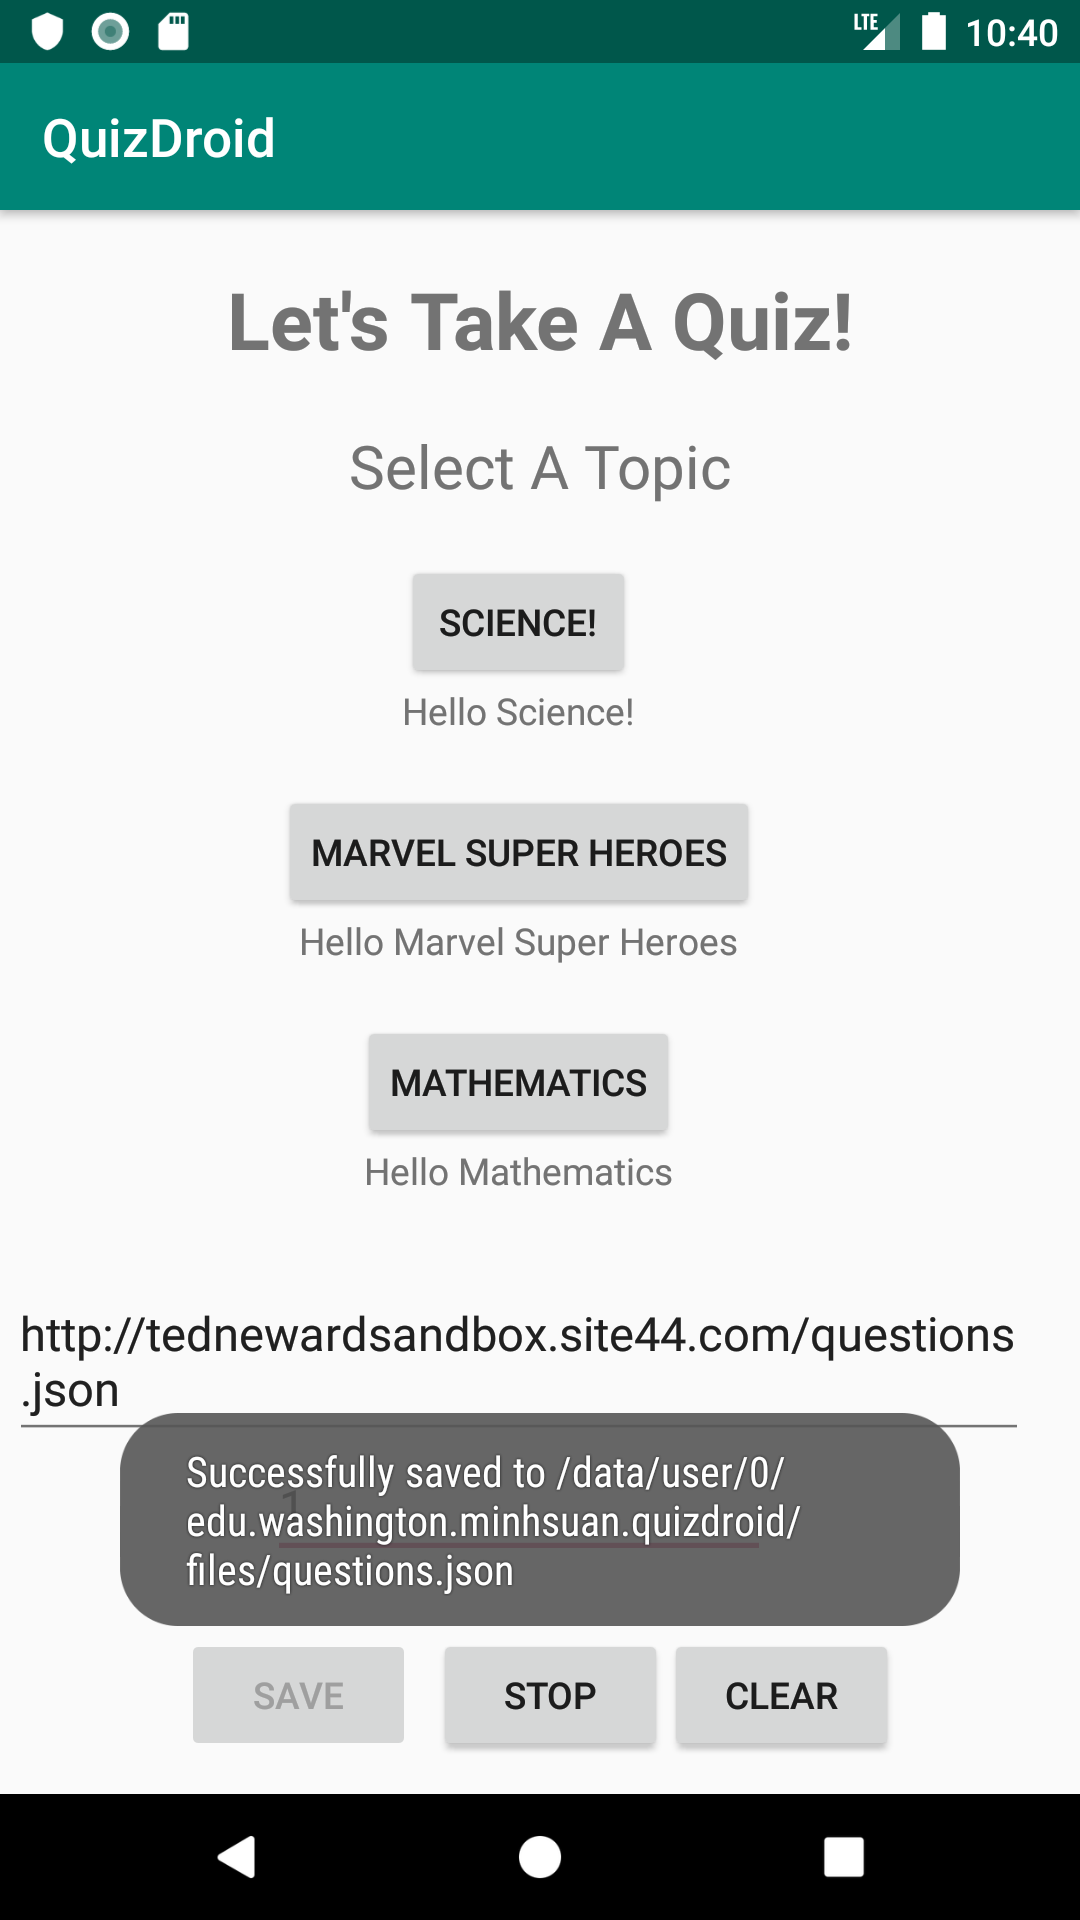 LTE 10:40
QuizDroid
Let's Take A Quiz!
Select A Topic
SCIENCE!
Hello Science!
MARVEL SUPER HEROES
Hello Marvel Super Heroes
MATHEMATICS
Hello Mathematics
http://tednewardsandbox.site44.com/questions
.json
1
Successfully saved to /data/user/0/
edu.washington.minhsuan.quizdroid/
files/questions.json
SAVE STOP CLEAR